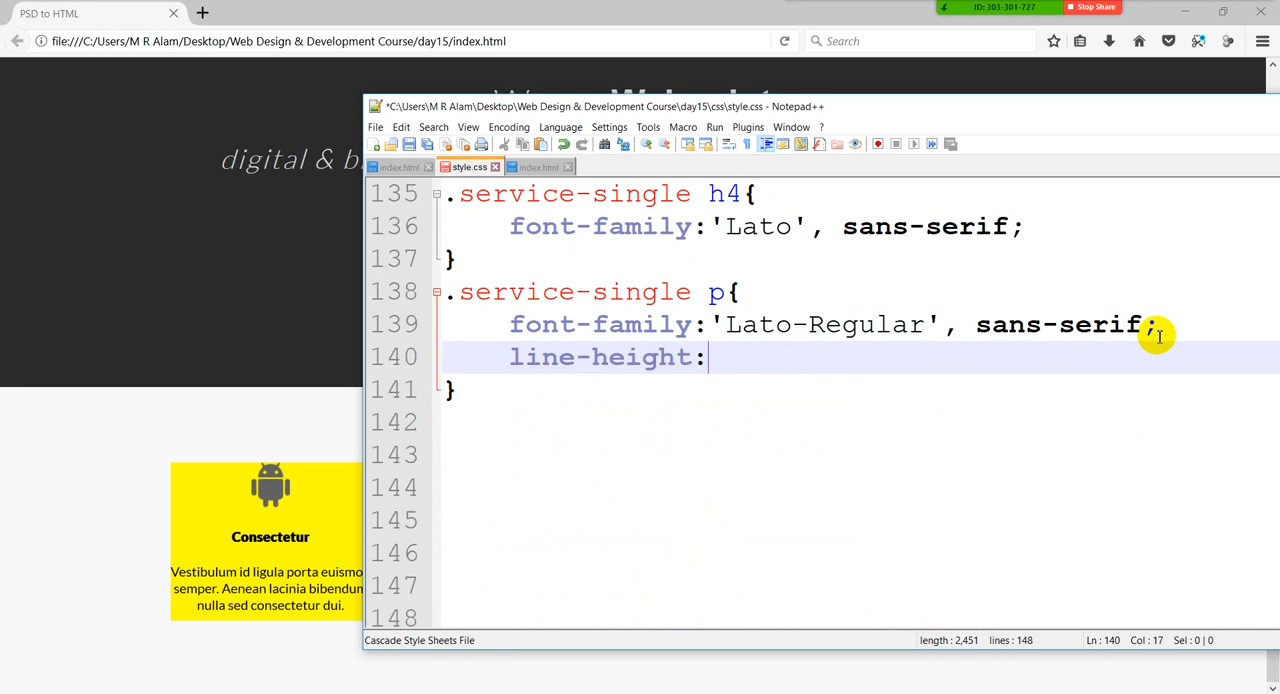 PSD to HTML
ID: 303-301-727
Stop Share
file:///C:/Users/M R Alam/Desktop/Web Design & Development Course/day15/index.html
Search
digital & b
*C:\Users\M R Alam\Desktop\Web Design & Development Course\day15\css\style.css - Notepad++
File Edit Search View Encoding Language Settings Tools Macro Run Plugins Window ?
index.html style.css index.html
135 .service-single h4{
136 font-family:'Lato', sans-serif;
137 }
138 .service-single p{
139 font-family:'Lato-Regular', sans-serif;
140 line-height:
141 }
142
143
144
145
146
147
148
Consectetur
Vestibulum id ligula porta euismo
semper. Aenean lacinia bibendum
nulla sed consectetur dui.
Cascade Style Sheets File
length : 2,451 lines : 148
Ln : 140 Col : 17 Sel : 0 | 0